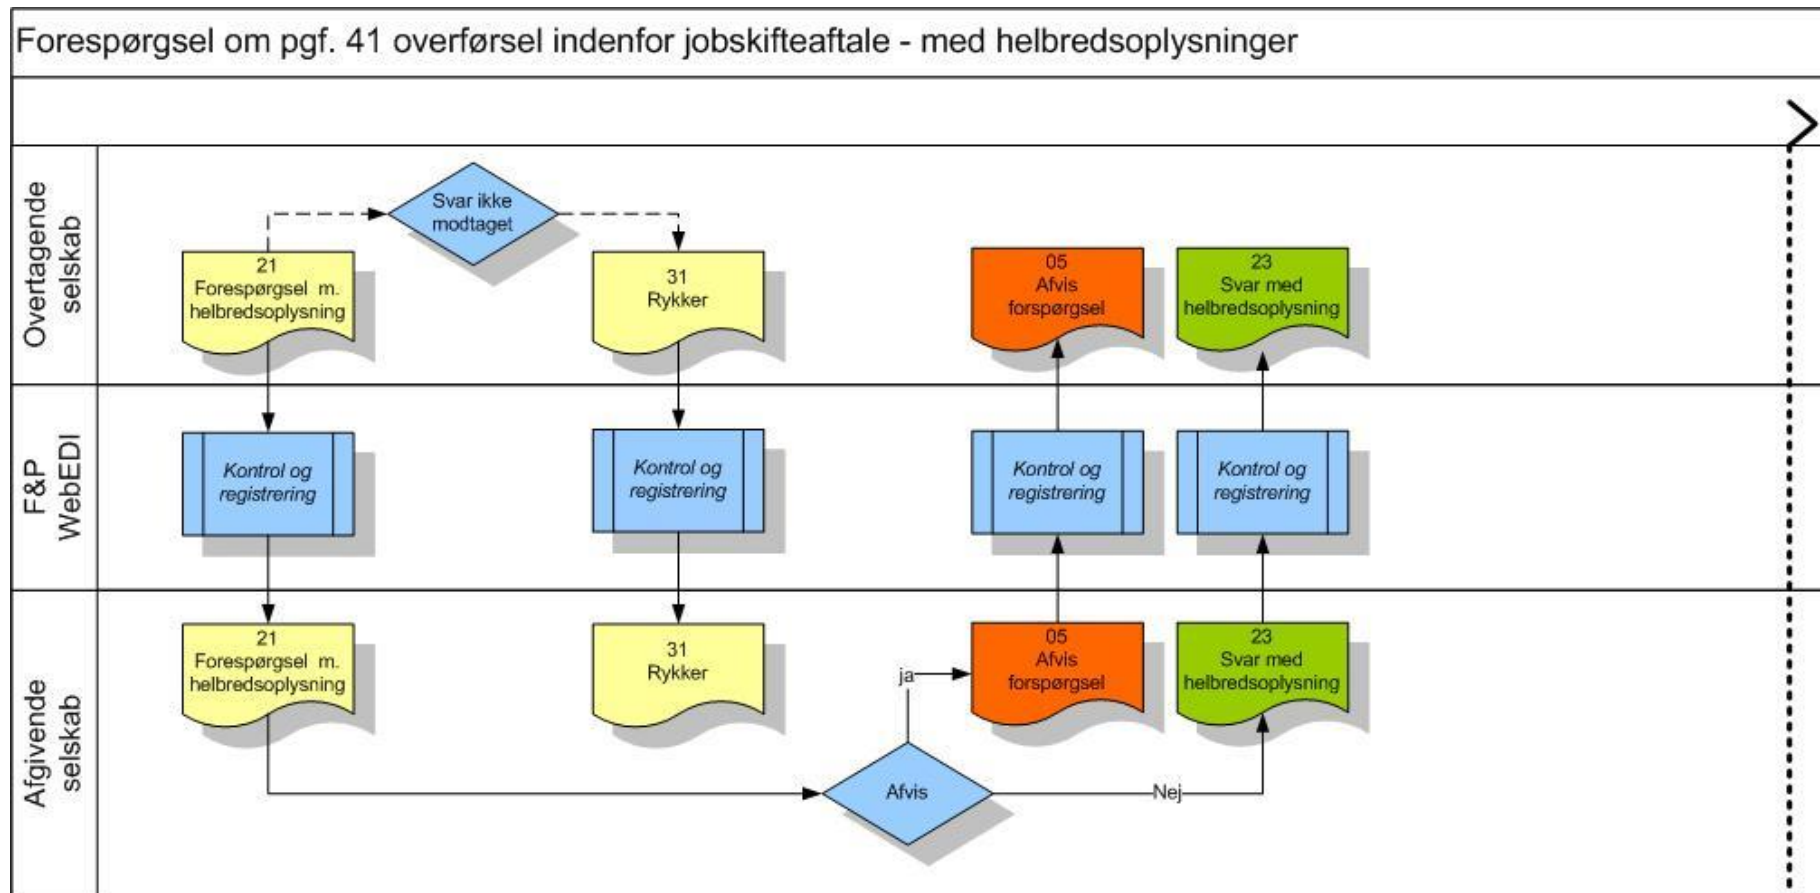 Forespørgsel om pgf. 41 overførsel indenfor jobskifteaftale - med helbredsoplysninger
Overtagende
selskab
Svar ikke
modtaget
21
Forespørgsel m.
helbredsoplysning
31
Rykker
05
Afvis
forspørgsel
23
Svar med
helbredsoplysning
F&P
WebEDI
Kontrol og
registrering
Kontrol og
registrering
Kontrol og
registrering
Kontrol og
registrering
Afgivende
selskab
21
Forespørgsel m.
helbredsoplysning
31
Rykker
05
Afvis
forspørgsel
23
Svar med
helbredsoplysning
ja
Afvis
Nej